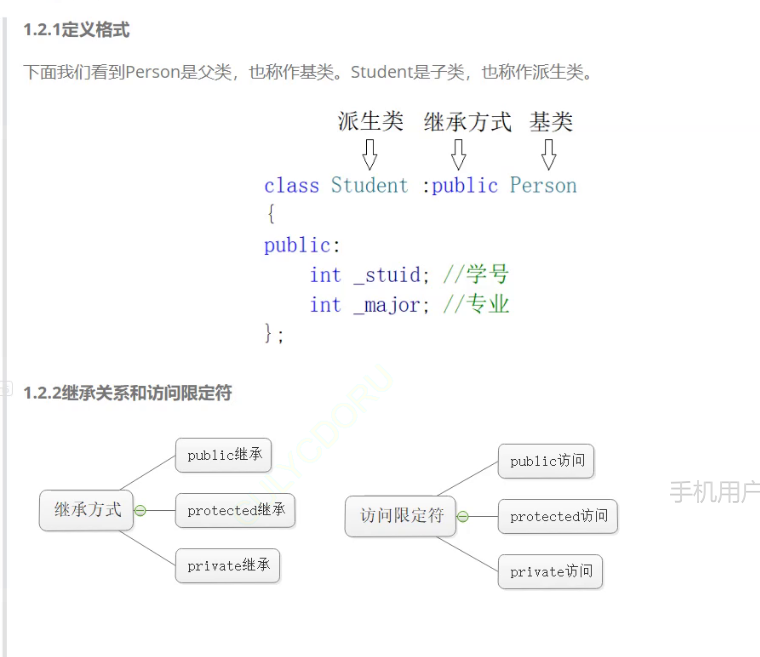 1.2.1定义格式
下面我们看到Person是父类，也称作基类。Student是子类，也称作派生类。
派生类 继承方式 基类
class Student :public Person
{
public:
int _stuid; //学号
int _major; //专业
};
1.2.2继承关系和访问限定符
public继承
public访问
继承方式
protected继承
访问限定符
protected访问
private继承
private访问
手机用户